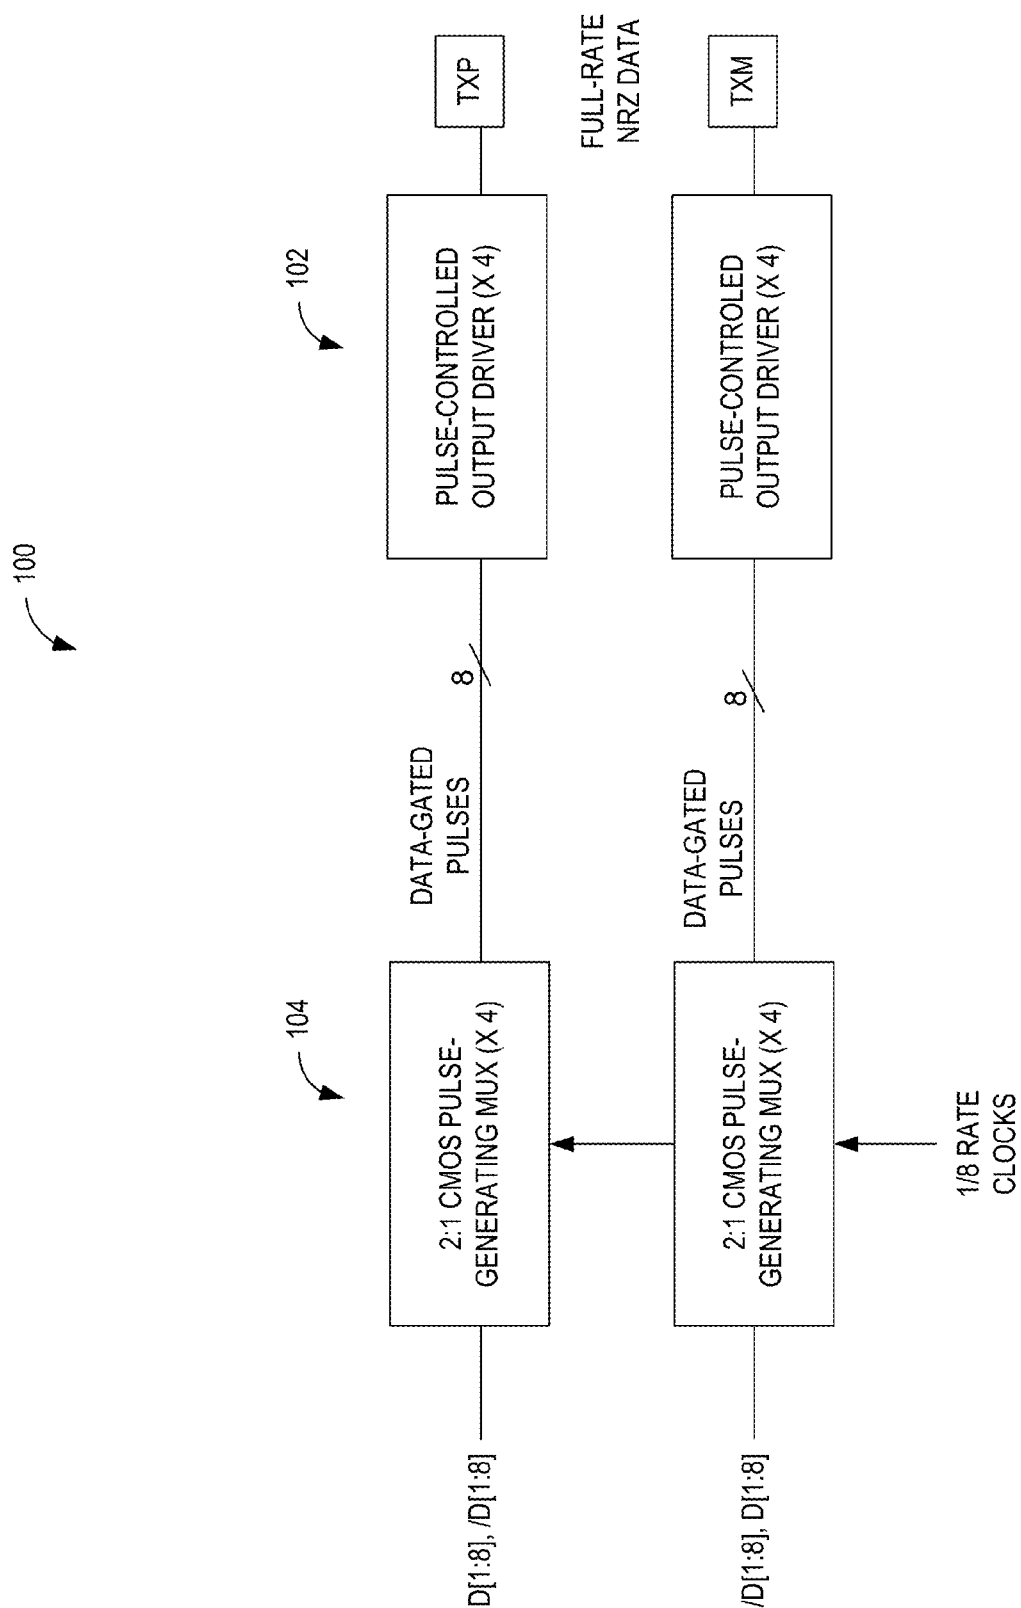 100
104
102
D[1:8], /D[1:8]
2:1 CMOS PULSE-
GENERATING MUX (X 4)
DATA-GATED
PULSES
8
PULSE-CONTROLLED
OUTPUT DRIVER (X 4)
TXP
FULL-RATE
NRZ DATA
/D[1:8], D[1:8]
2:1 CMOS PULSE-
GENERATING MUX (X 4)
DATA-GATED
PULSES
8
PULSE-CONTROLED
OUTPUT DRIVER (X 4)
TXM
1/8 RATE
CLOCKS